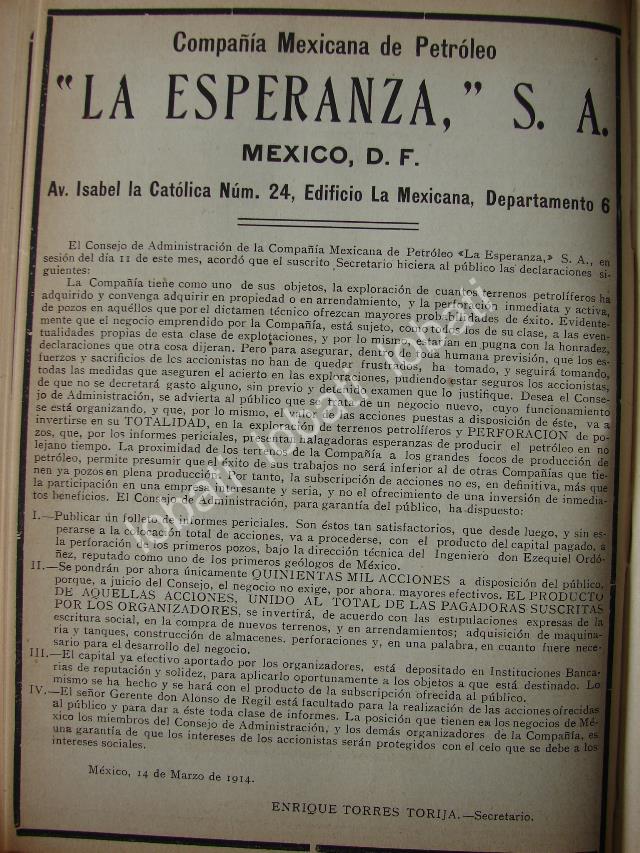 Compañía Mexicana de Petróleo
"LA ESPERANZA," S. A.
MEXICO, D. F.
Av. Isabel la Católica Núm. 24, Edificio La Mexicana, Departamento 6
El Consejo de Administración de la Compañía Mexicana de Petróleo «La Esperanza,» S. A., en
sesión del día 11 de este mes, acordó que el suscrito Secretario hiciera al público las declaraciones si-
guientes:
La Compañía tiene como uno de sus objetos, la exploración de cuantos terrenos petrolíferos ha
adquirido y convenga adquirir en propiedad o en arrendamiento, y la perforación inmediata y activa,
de pozos en aquéllos que por el dictamen técnico ofrezcan mayores probabilidades de éxito. Evidente-
mente que el negocio emprendido por la Compañía, está sujeto, como todos los de su clase, a las even-
tualidades propias de esta clase de explotaciones, y por lo mismo estarían en pugna con la honradez,
declaraciones que otra cosa dijeran. Pero para asegurar, dentro de toda humana previsión, que los es-
fuerzos y sacrificios de los accionistas no han de quedar frustrados, ha tomado, y seguirá tomando,
todas las medidas que aseguren el acierto en las exploraciones, pudiendo estar seguros los accionistas,
de que no se decretará gasto alguno, sin previo y detenido examen que lo justifique. Desea el Conse-
jo de Administración, se advierta al público que se trata de un negocio nuevo, cuyo funcionamiento
se está organizando, y que, por lo mismo, el valor de las acciones puestas a disposición de éste, va a
invertirse en su TOTALIDAD, en la exploración de terrenos petrolíferos y PERFORACION de po-
zos, que, por los informes periciales, presentan halagadoras esperanzas de producir el petróleo en no
lejano tiempo. La proximidad de los terrenos de la Compañía a los grandes focos de producción de
petróleo, permite presumir que el éxito de sus trabajos no será inferior al de otras Compañías que tie-
nen ya pozos en plena producción. Por tanto, la subscripción de acciones no es, en definitiva, más que
la participación en una empresa interesante y seria, y no el ofrecimiento de una inversión de inmedia-
tos beneficios. El Consejo de Administración, para garantía del público, ha dispuesto:
I.—Publicar un folleto de informes periciales. Son éstos tan satisfactorios, que desde luego, y sin es-
perarse a la colocación total de acciones, va a procederse, con el producto del capital pagado, a
la perforación de los primeros pozos, bajo la dirección técnica del Ingeniero don Ezequiel Ordó-
ñez, reputado como uno de los primeros geólogos de México.
II.—Se pondrán por ahora únicamente QUINIENTAS MIL ACCIONES a disposición del público,
porque, a juicio del Consejo, el negocio no exige, por ahora. mayores efectivos. EL PRODUCTO
DE AQUELLAS ACCIONES, UNIDO AL TOTAL DE LAS PAGADORAS SUSCRITAS
POR LOS ORGANIZADORES, se invertirá, de acuerdo con las estipulaciones expresas de la
escritura social, en la compra de nuevos terrenos, y en arrendamientos; adquisición de maquina-
ria y tanques, construcción de almacenes. perforaciones y, en una palabra, en cuanto fuere nece-
sario para el desarrollo del negocio.
III.—El capital ya efectivo aportado por los organizadores, está depositado en Instituciones Banca-
rias de reputación y solidez, para aplicarlo oportunamente a los objetos a que está destinado. Lo
mismo se ha hecho y se hará con el producto de la subscripción ofrecida al público.
IV.—El señor Gerente don Alonso de Regil está facultado para la realización de las acciones ofrecidas
al público y para dar a éste toda clase de informes. La posición que tienen en los negocios de Mé-
xico los miembros del Consejo de Administración, y los demás organizadores de la Compañía, es
una garantía de que los intereses de los accionistas serán protegidos con el celo que se debe a los
intereses sociales.
México, 14 de Marzo de 1914.
ENRIQUE TORRES TORIJA.—Secretario.
lobati lobati lobati